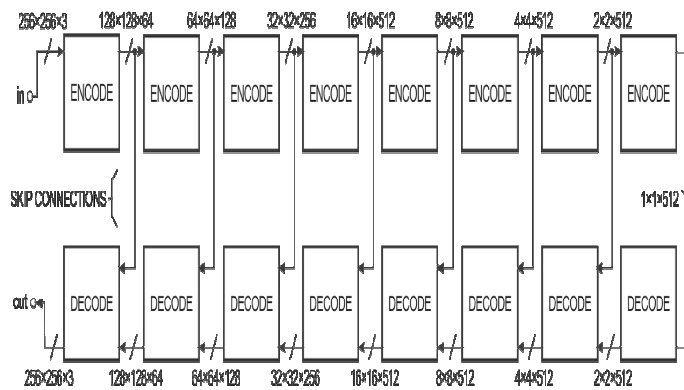 256×256×3 128×128×64 64×64×128 32×32×256 16×16×512 8×8×512 4×4×512 2×2×512
in ENCODE ENCODE ENCODE ENCODE ENCODE ENCODE ENCODE ENCODE
SKIP CONNECTIONS 1×1×512
out DECODE DECODE DECODE DECODE DECODE DECODE DECODE DECODE
256×256×3 128×128×64 64×64×128 32×32×256 16×16×512 8×8×512 4×4×512 2×2×512